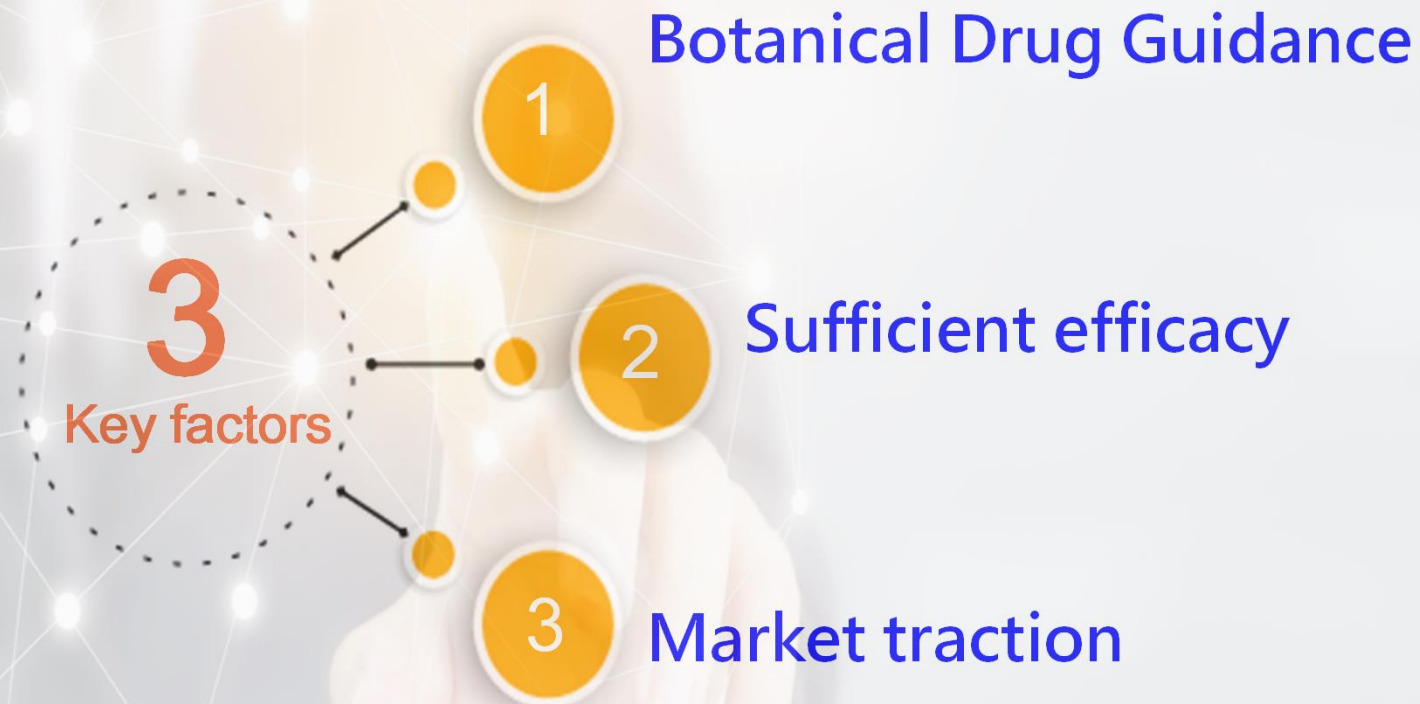 3
Key factors
1
Botanical Drug Guidance
2
Sufficient efficacy
3
Market traction